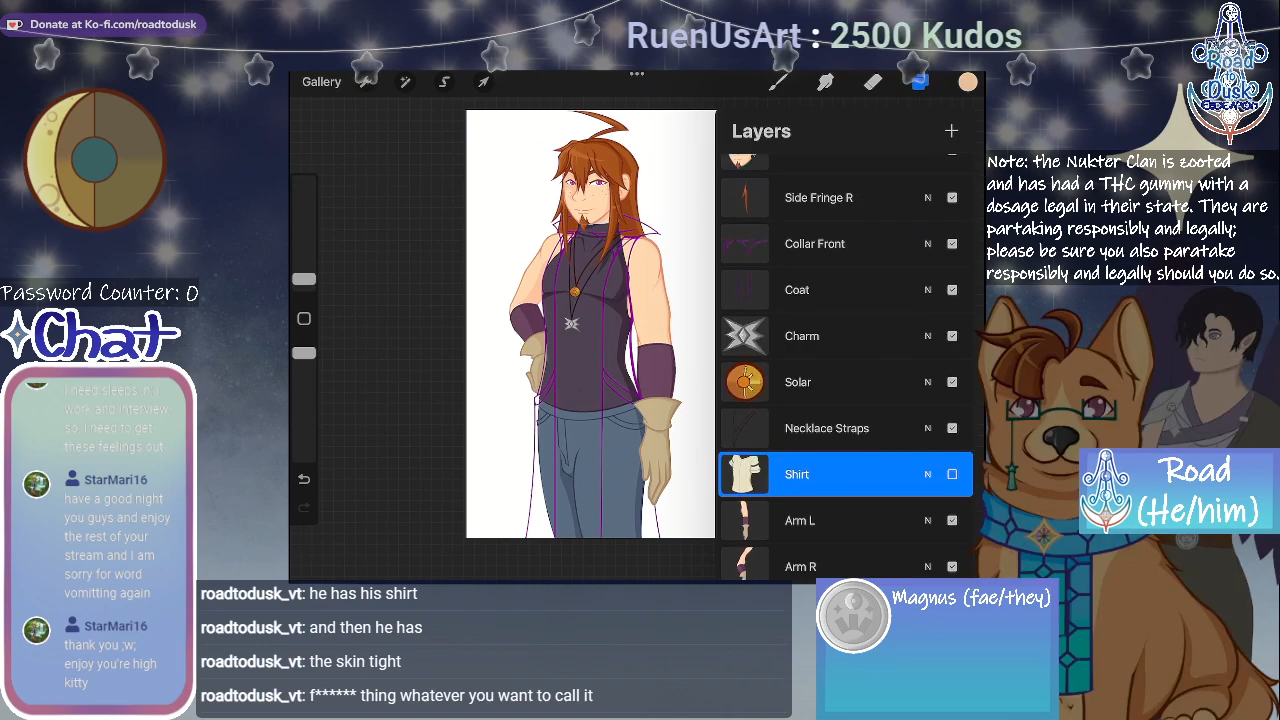 Donate at Ko-fi.com/roadtodusk
RuenUsArt : 2500 Kudos
Road
to
Dusk
Gallery
Layers
Side Fringe R
N
Collar Front
N
Coat
N
Charm
N
Solar
N
Necklace Straps
N
Shirt
N
Arm L
N
Arm R
N
Note: the Nukter Clan is zooted
and has had a THC gummy with a
dosage legal in their state. They are
partaking responsibly and legally;
please be sure you also paratake
responsibly and legally should you do so.
Password Counter: 0
Chat
I need sleeps ;n; i
work and interview
so i need to get
these feelings out
StarMari16
have a good night
you guys and enjoy
the rest of your
stream and I am
sorry for word
vomitting again
StarMari16
thank you ;w;
enjoy you're high
kitty
roadtodusk_vt: he has his shirt
roadtodusk_vt: and then he has
roadtodusk_vt: the skin tight
roadtodusk_vt: f****** thing whatever you want to call it
Road
(He/him)
Magnus (fae/they)